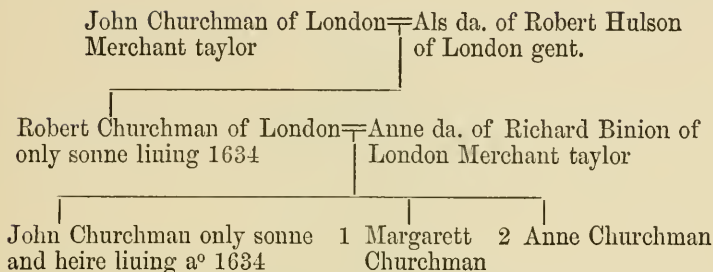 John Churchman of London Als da. of Robert Hulson
Merchant taylor of London gent.
Robert Churchman of London Anne da. of Richard Binion of
only sonne liuing 1634 London Merchant taylor
John Churchman only sonne 1 Margarett 2 Anne Churchman
and heire liuing aº 1634 Churchman